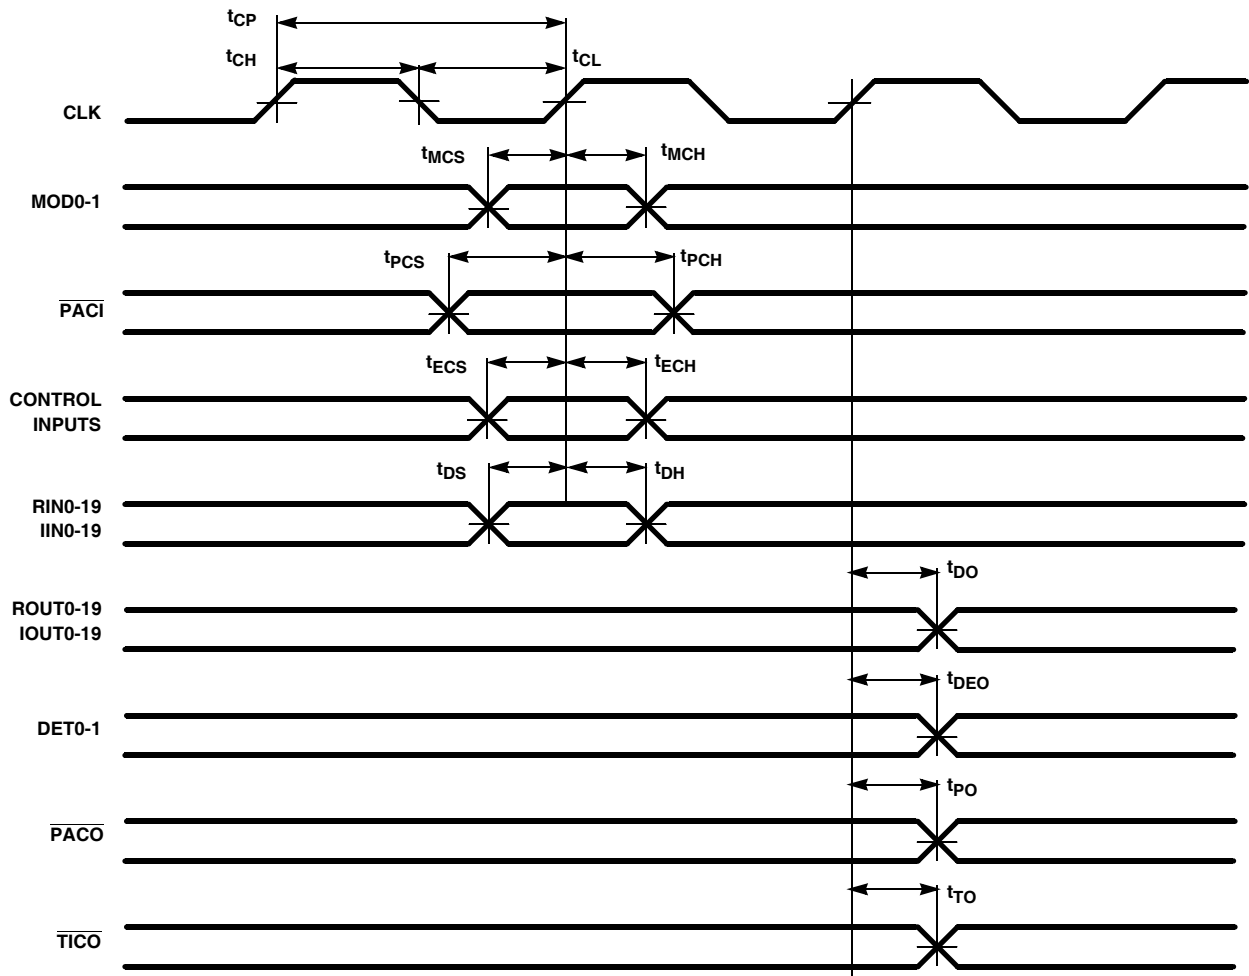 tCP
tCH tCL
CLK
tMCS tMCH
MOD0-1
tPCS tPCH
PACI
tECS tECH
CONTROL
INPUTS
tDS tDH
RIN0-19
IIN0-19
tDO
ROUT0-19
IOUT0-19
tDEO
DET0-1
tPO
PACO
tTO
TICO